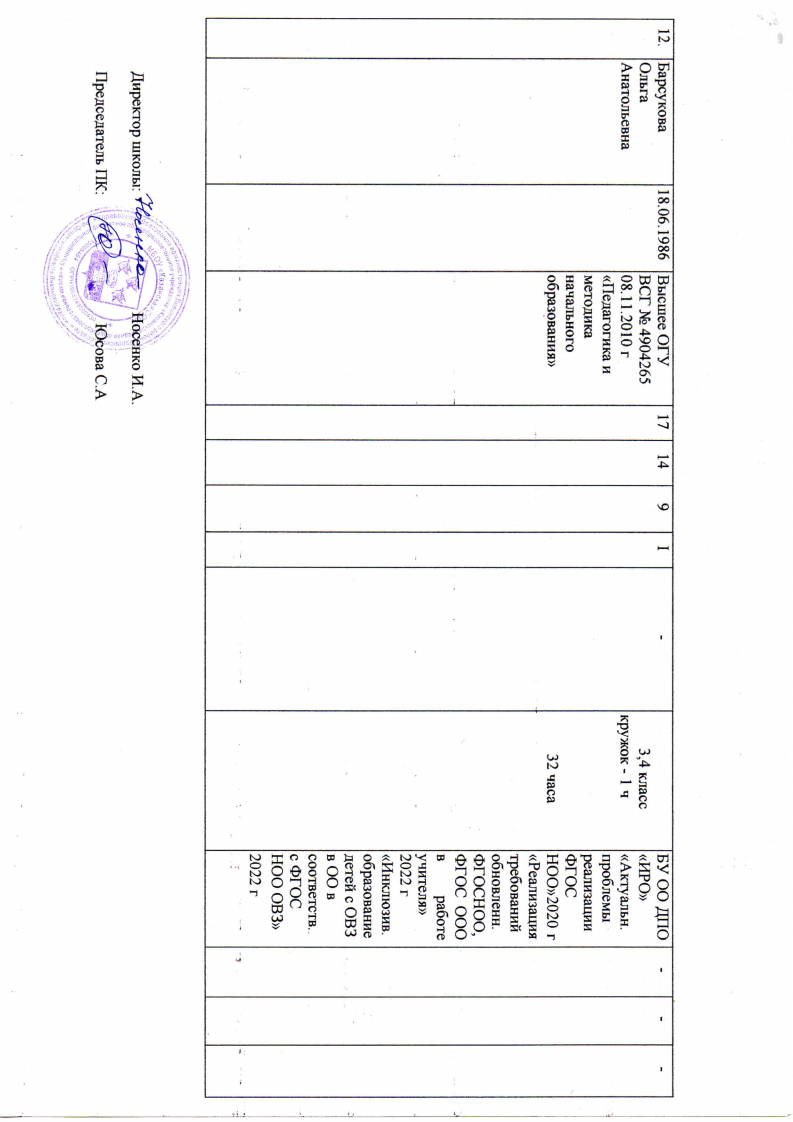 12.
Барсукова
Ольга
Анатольевна
18.06.1986
Высшее ОГУ
ВСГ № 4904265
08.11.2010 г
«Педагогика и
методика
начального
образования»
17
14
9
I
-
3,4 класс
кружок - 1 ч
32 часа
БУ ОО ДПО
«ИРО»
«Актуальн.
проблемы
реализации
ФГОС
НОО»2020 г
«Реализация
требований
обновленн.
ФГОСНОО,
ФГОС ООО
в работе
учителя»
2022 г
«Инклюзив.
образование
детей с ОВЗ
в ОО в
соответств.
с ФГОС
НОО ОВЗ»
2022 г
-
-
-
Директор школы: Носенко Носенко И.А.
Председатель ПК: Юсова С.А